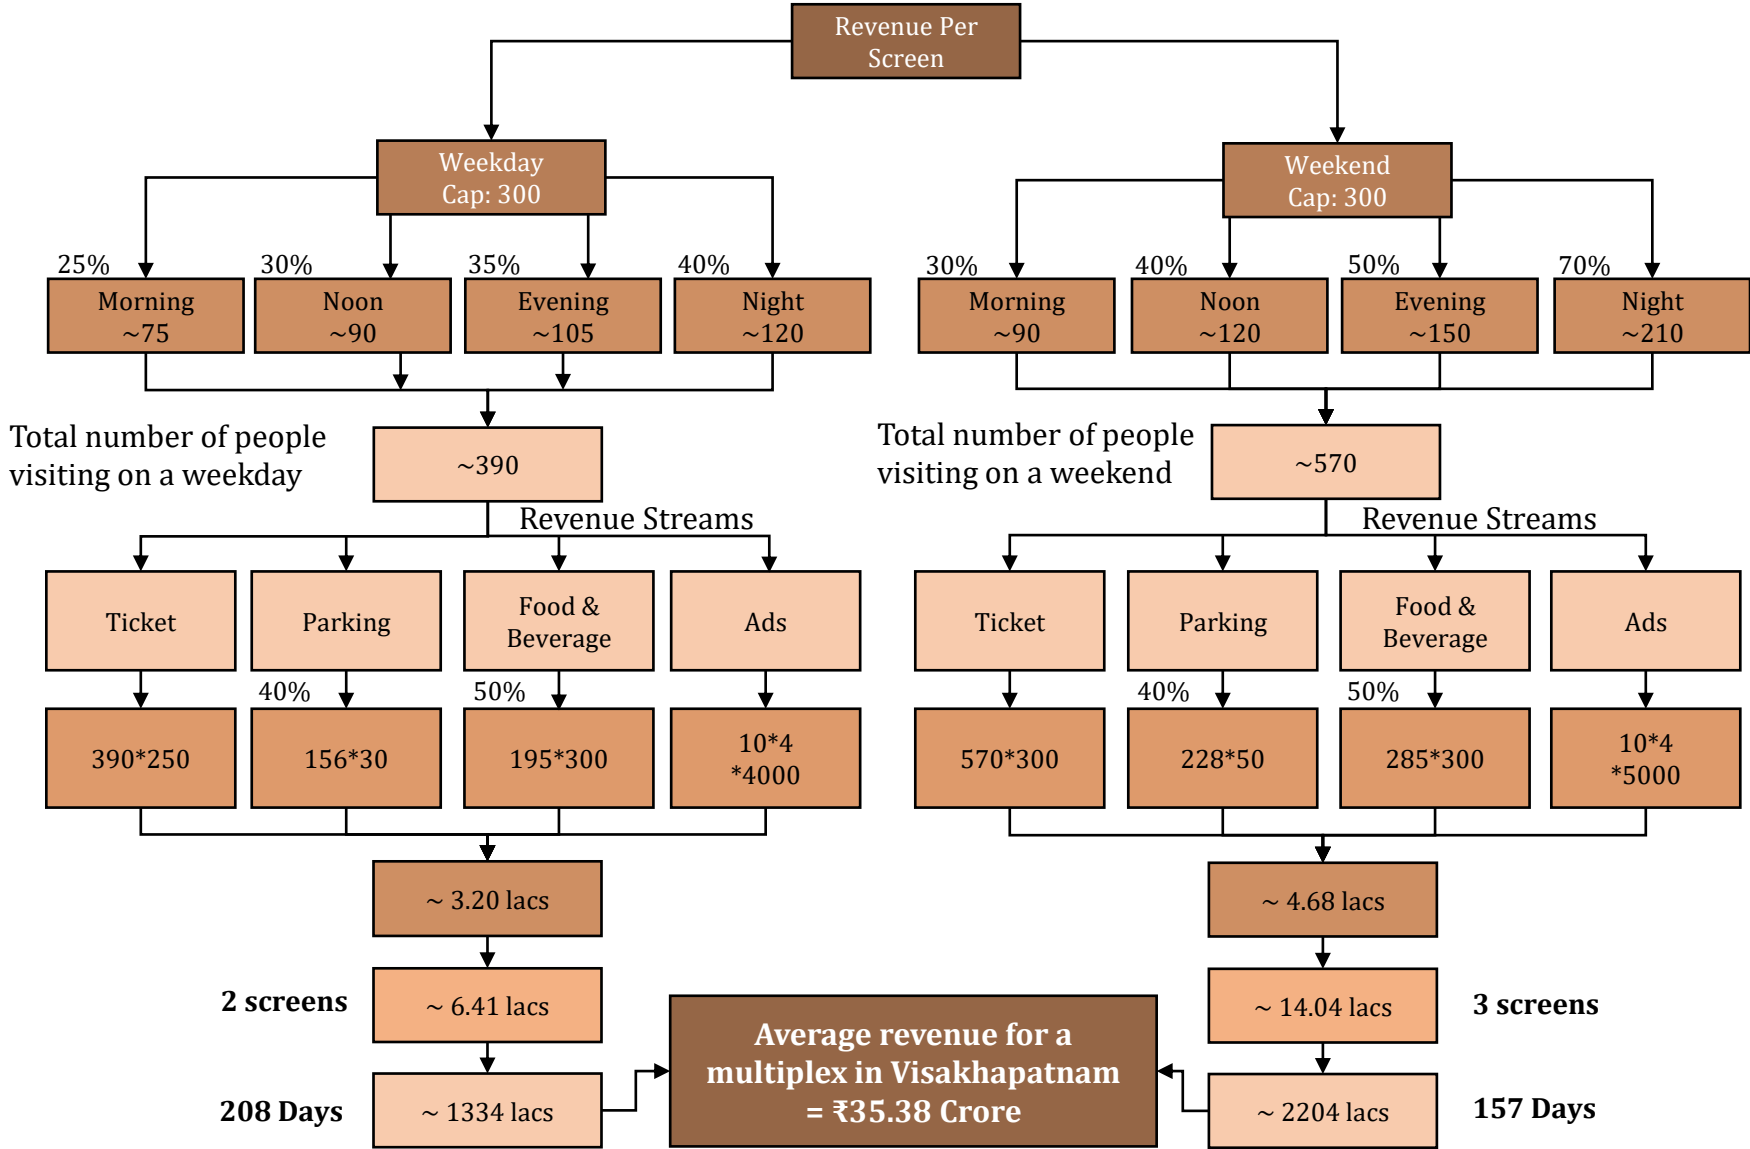 Revenue Per
Screen
Weekday
Cap: 300
Weekend
Cap: 300
25%
30%
35%
40%
30%
40%
50%
70%
Morning
~75
Noon
~90
Evening
~105
Night
~120
Morning
~90
Noon
~120
Evening
~150
Night
~210
Total number of people
visiting on a weekday
~390
Total number of people
visiting on a weekend
~570
Revenue Streams
Revenue Streams
Ticket
Parking
Food &
Beverage
Ads
Ticket
Parking
Food &
Beverage
Ads
40%
50%
40%
50%
390*250
156*30
195*300
10*4
*4000
570*300
228*50
285*300
10*4
*5000
~ 3.20 lacs
~ 4.68 lacs
2 screens
~ 6.41 lacs
~ 14.04 lacs
3 screens
Average revenue for a
multiplex in Visakhapatnam
= ₹35.38 Crore
208 Days
~ 1334 lacs
~ 2204 lacs
157 Days